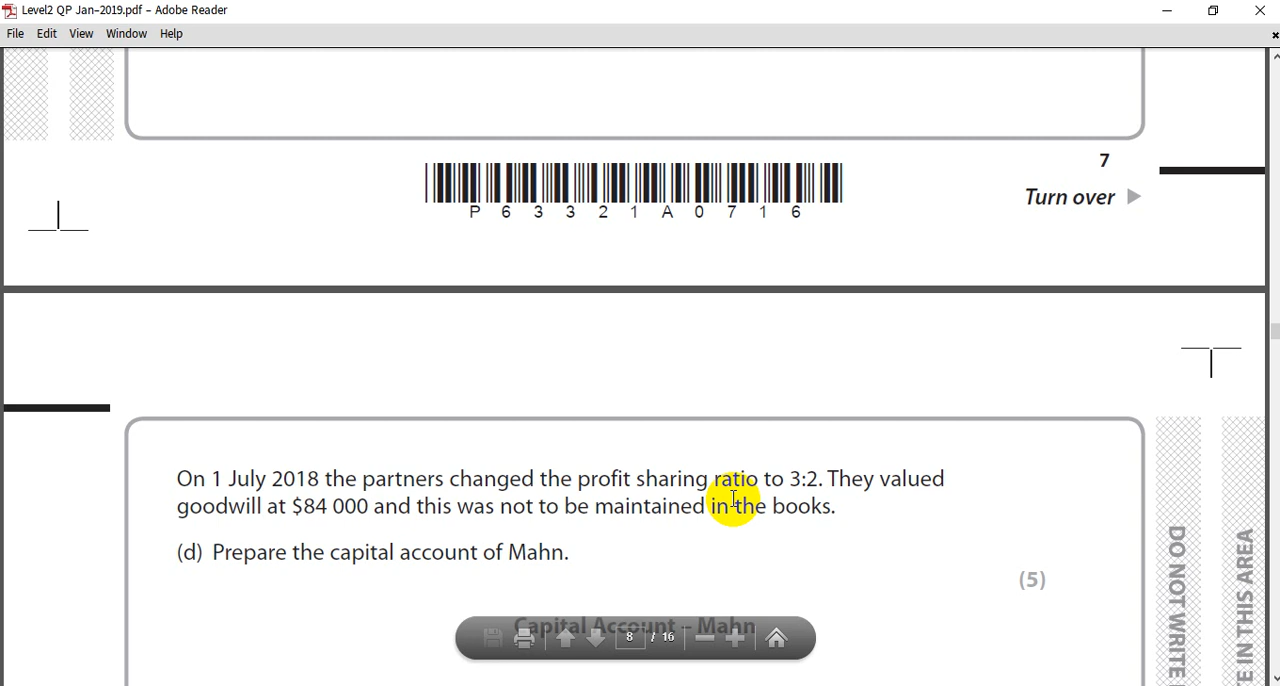 Level2 QP Jan-2019.pdf - Adobe Reader
File Edit View Window Help
7
P 6 3 3 2 1 A 0 7 1 6
Turn over
On 1 July 2018 the partners changed the profit sharing ratio to 3:2. They valued
goodwill at $84 000 and this was not to be maintained in the books.
(d) Prepare the capital account of Mahn.
(5)
Capital Account – Mahn
8 / 16
DO NOT WRITE
E IN THIS AREA